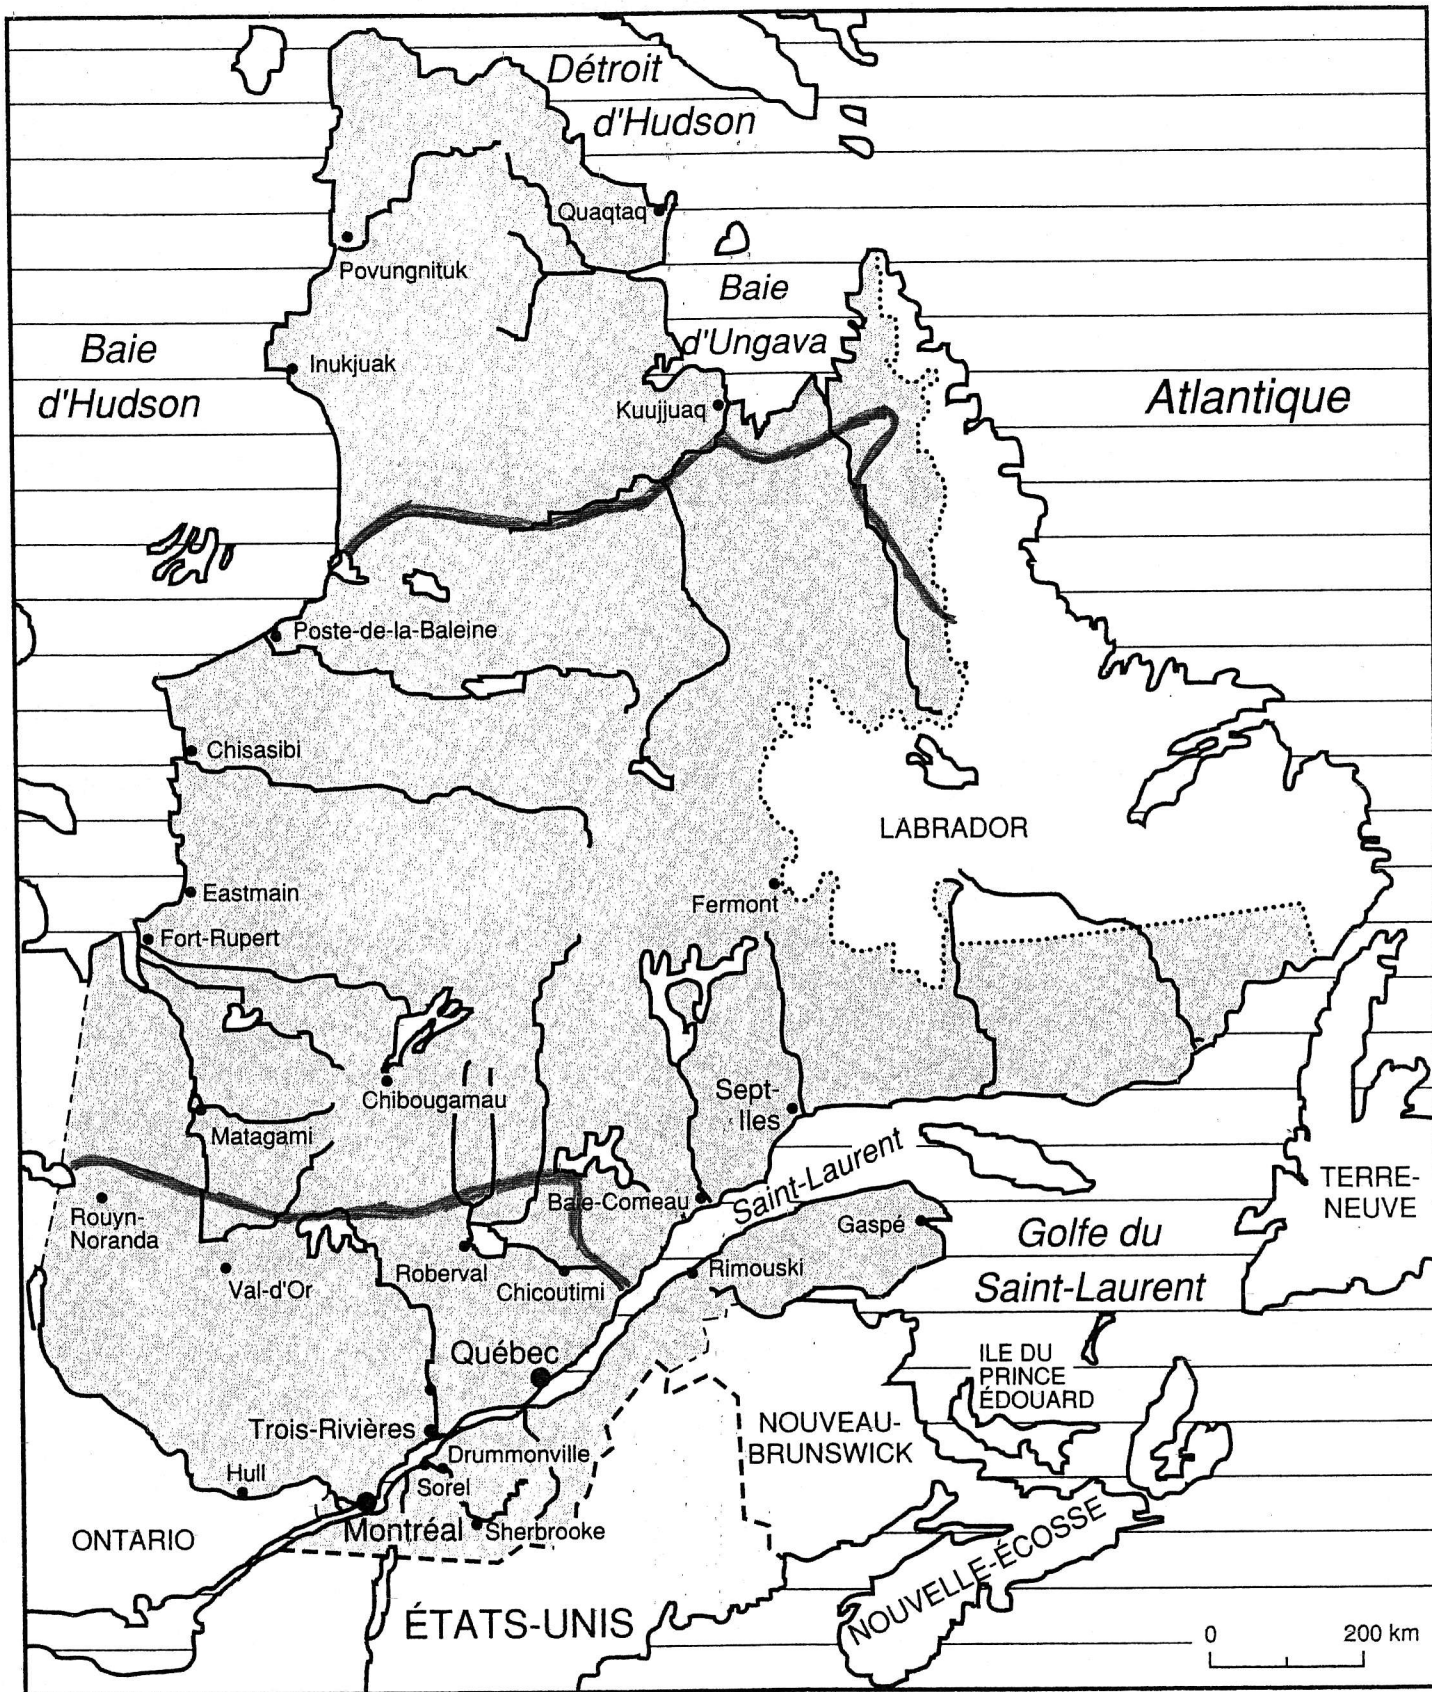 Détroit
d'Hudson
Quaqtaq
Povungnituk
Baie
d'Ungava
Baie
d'Hudson
Inukjuak
Kuujjuaq
Atlantique
Poste-de-la-Baleine
Chisasibi
LABRADOR
Eastmain
Fermont
Fort-Rupert
Chibougamau
Sept-
Iles
Matagami
Saint-Laurent
Baie-Comeau
TERRE-
NEUVE
Rouyn-
Noranda
Gaspé
Golfe du
Saint-Laurent
Roberval
Rimouski
Val-d'Or
Chicoutimi
Québec
ILE DU
PRINCE
ÉDOUARD
Trois-Rivières
NOUVEAU-
BRUNSWICK
Drummonville
Hull
Sorel
Montréal
Sherbrooke
ONTARIO
NOUVELLE-ÉCOSSE
ÉTATS-UNIS
0 200 km